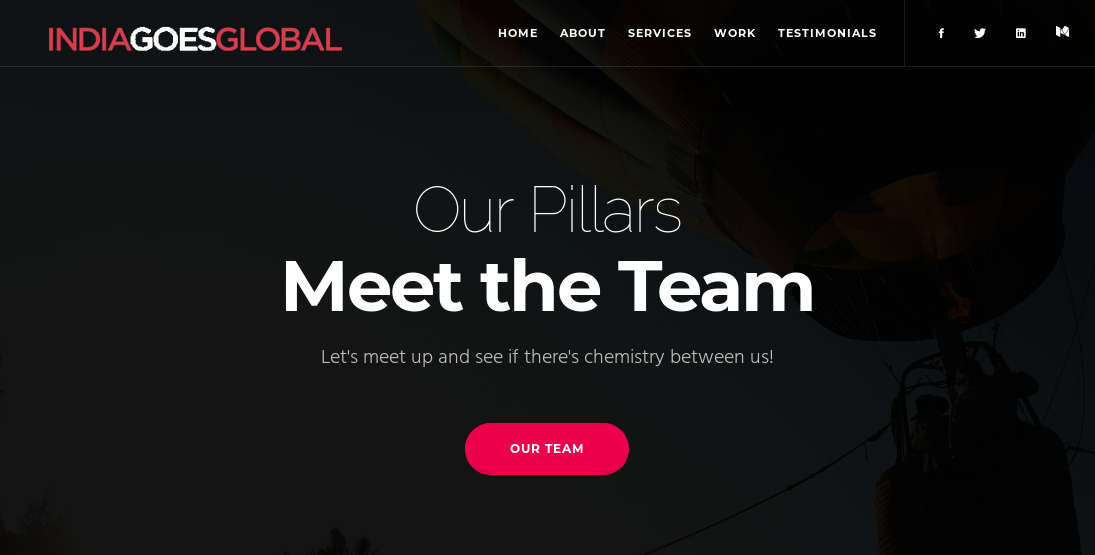 INDIAGOESGLOBAL
HOME ABOUT SERVICES WORK TESTIMONIALS
Our Pillars
Meet the Team
Let's meet up and see if there's chemistry between us!
OUR TEAM